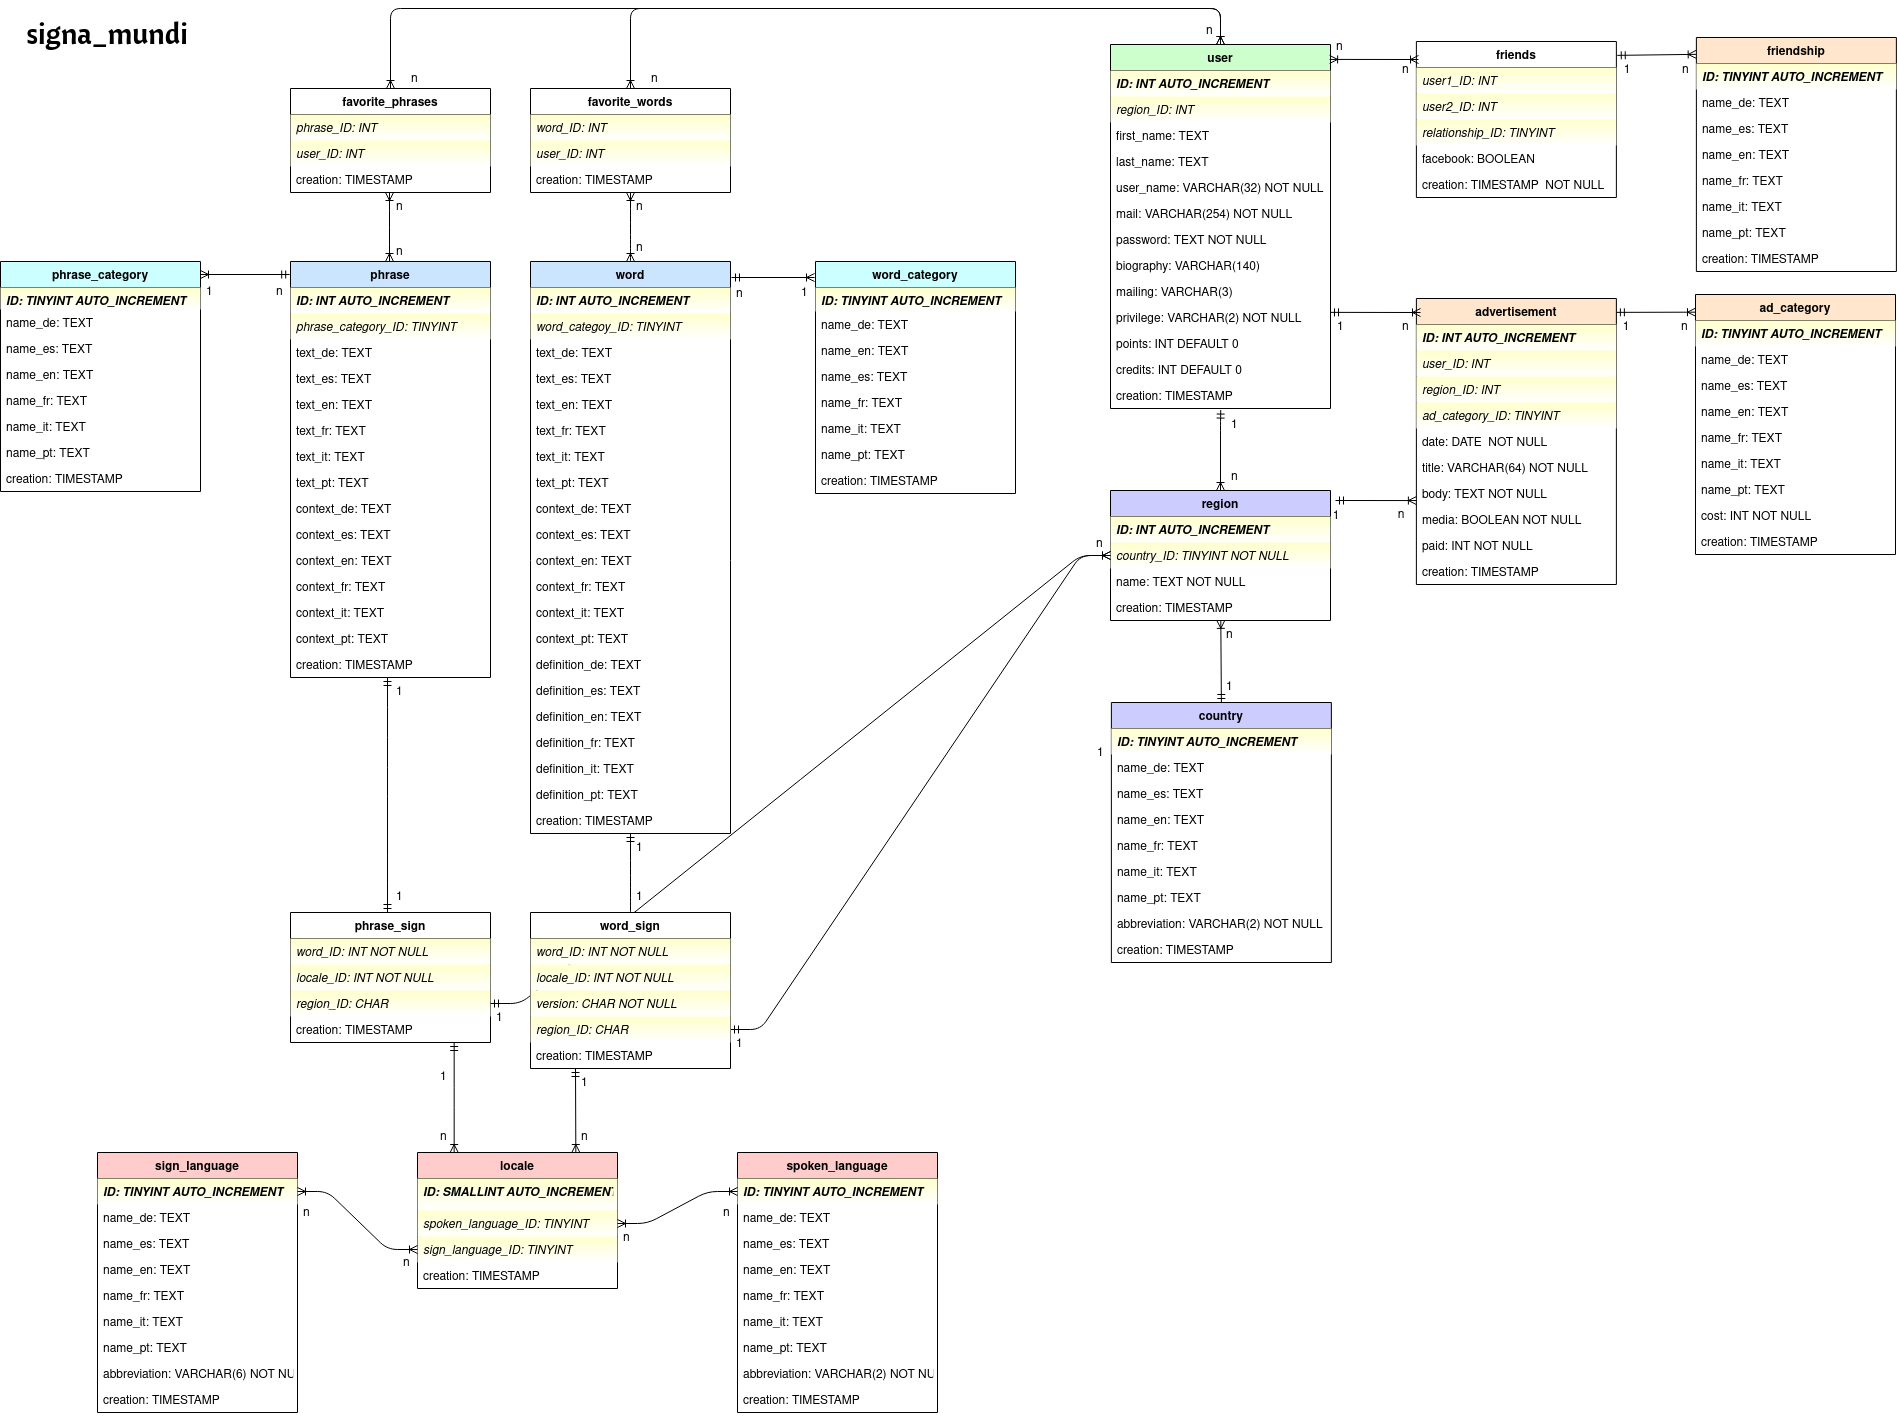 signa_mundi
n
n
n
favorite_phrases
phrase_ID: INT
user_ID: INT
creation: TIMESTAMP
n
n
favorite_words
word_ID: INT
user_ID: INT
creation: TIMESTAMP
n
n
user
ID: INT AUTO_INCREMENT
region_ID: INT
first_name: TEXT
last_name: TEXT
user_name: VARCHAR(32) NOT NULL
mail: VARCHAR(254) NOT NULL
password: TEXT NOT NULL
biography: VARCHAR(140)
mailing: VARCHAR(3)
privilege: VARCHAR(2) NOT NULL
points: INT DEFAULT 0
credits: INT DEFAULT 0
creation: TIMESTAMP
n
n
friends
user1_ID: INT
user2_ID: INT
relationship_ID: TINYINT
facebook: BOOLEAN
creation: TIMESTAMP  NOT NULL
1
n
friendship
ID: TINYINT AUTO_INCREMENT
name_de: TEXT
name_es: TEXT
name_en: TEXT
name_fr: TEXT
name_it: TEXT
name_pt: TEXT
creation: TIMESTAMP
phrase_category
ID: TINYINT AUTO_INCREMENT
name_de: TEXT
name_es: TEXT
name_en: TEXT
name_fr: TEXT
name_it: TEXT
name_pt: TEXT
creation: TIMESTAMP
1
n
phrase
ID: INT AUTO_INCREMENT
phrase_category_ID: TINYINT
text_de: TEXT
text_es: TEXT
text_en: TEXT
text_fr: TEXT
text_it: TEXT
text_pt: TEXT
context_de: TEXT
context_es: TEXT
context_en: TEXT
context_fr: TEXT
context_it: TEXT
context_pt: TEXT
creation: TIMESTAMP
1
1
word
ID: INT AUTO_INCREMENT
word_categoy_ID: TINYINT
text_de: TEXT
text_es: TEXT
text_en: TEXT
text_fr: TEXT
text_it: TEXT
text_pt: TEXT
context_de: TEXT
context_es: TEXT
context_en: TEXT
context_fr: TEXT
context_it: TEXT
context_pt: TEXT
definition_de: TEXT
definition_es: TEXT
definition_en: TEXT
definition_fr: TEXT
definition_it: TEXT
definition_pt: TEXT
creation: TIMESTAMP
1
1
n
1
word_category
ID: TINYINT AUTO_INCREMENT
name_de: TEXT
name_en: TEXT
name_es: TEXT
name_fr: TEXT
name_it: TEXT
name_pt: TEXT
creation: TIMESTAMP
1
n
advertisement
ID: INT AUTO_INCREMENT
user_ID: INT
region_ID: INT
ad_category_ID: TINYINT
date: DATE  NOT NULL
title: VARCHAR(64) NOT NULL
body: TEXT NOT NULL
media: BOOLEAN NOT NULL
paid: INT NOT NULL
creation: TIMESTAMP
1
n
ad_category
ID: TINYINT AUTO_INCREMENT
name_de: TEXT
name_es: TEXT
name_en: TEXT
name_fr: TEXT
name_it: TEXT
name_pt: TEXT
cost: INT NOT NULL
creation: TIMESTAMP
1
n
1
n
n
region
ID: INT AUTO_INCREMENT
country_ID: TINYINT NOT NULL
name: TEXT NOT NULL
creation: TIMESTAMP
n
1
1
country
ID: TINYINT AUTO_INCREMENT
name_de: TEXT
name_es: TEXT
name_en: TEXT
name_fr: TEXT
name_it: TEXT
name_pt: TEXT
abbreviation: VARCHAR(2) NOT NULL
creation: TIMESTAMP
phrase_sign
word_ID: INT NOT NULL
locale_ID: INT NOT NULL
region_ID: CHAR
creation: TIMESTAMP
1
word_sign
word_ID: INT NOT NULL
locale_ID: INT NOT NULL
version: CHAR NOT NULL
region_ID: CHAR
creation: TIMESTAMP
1
1
1
n
n
sign_language
ID: TINYINT AUTO_INCREMENT
name_de: TEXT
name_es: TEXT
name_en: TEXT
name_fr: TEXT
name_it: TEXT
name_pt: TEXT
abbreviation: VARCHAR(6) NOT NU
creation: TIMESTAMP
n
n
locale
ID: SMALLINT AUTO_INCREMENT
spoken_language_ID: TINYINT
sign_language_ID: TINYINT
creation: TIMESTAMP
n
n
spoken_language
ID: TINYINT AUTO_INCREMENT
name_de: TEXT
name_es: TEXT
name_en: TEXT
name_fr: TEXT
name_it: TEXT
name_pt: TEXT
abbreviation: VARCHAR(2) NOT NU
creation: TIMESTAMP